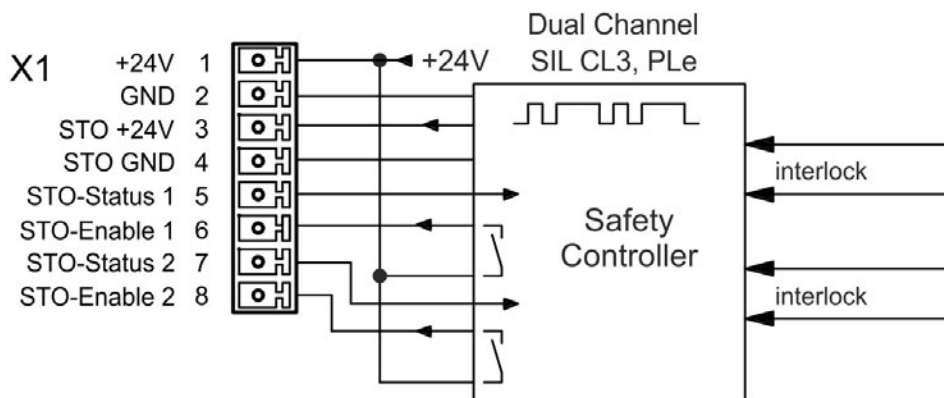 Dual Channel
SIL CL3, PLe
X1
+24V 1
+24V
GND 2
STO +24V 3
STO GND 4
STO-Status 1 5
STO-Enable 1 6
STO-Status 2 7
STO-Enable 2 8
Safety
Controller
interlock
interlock